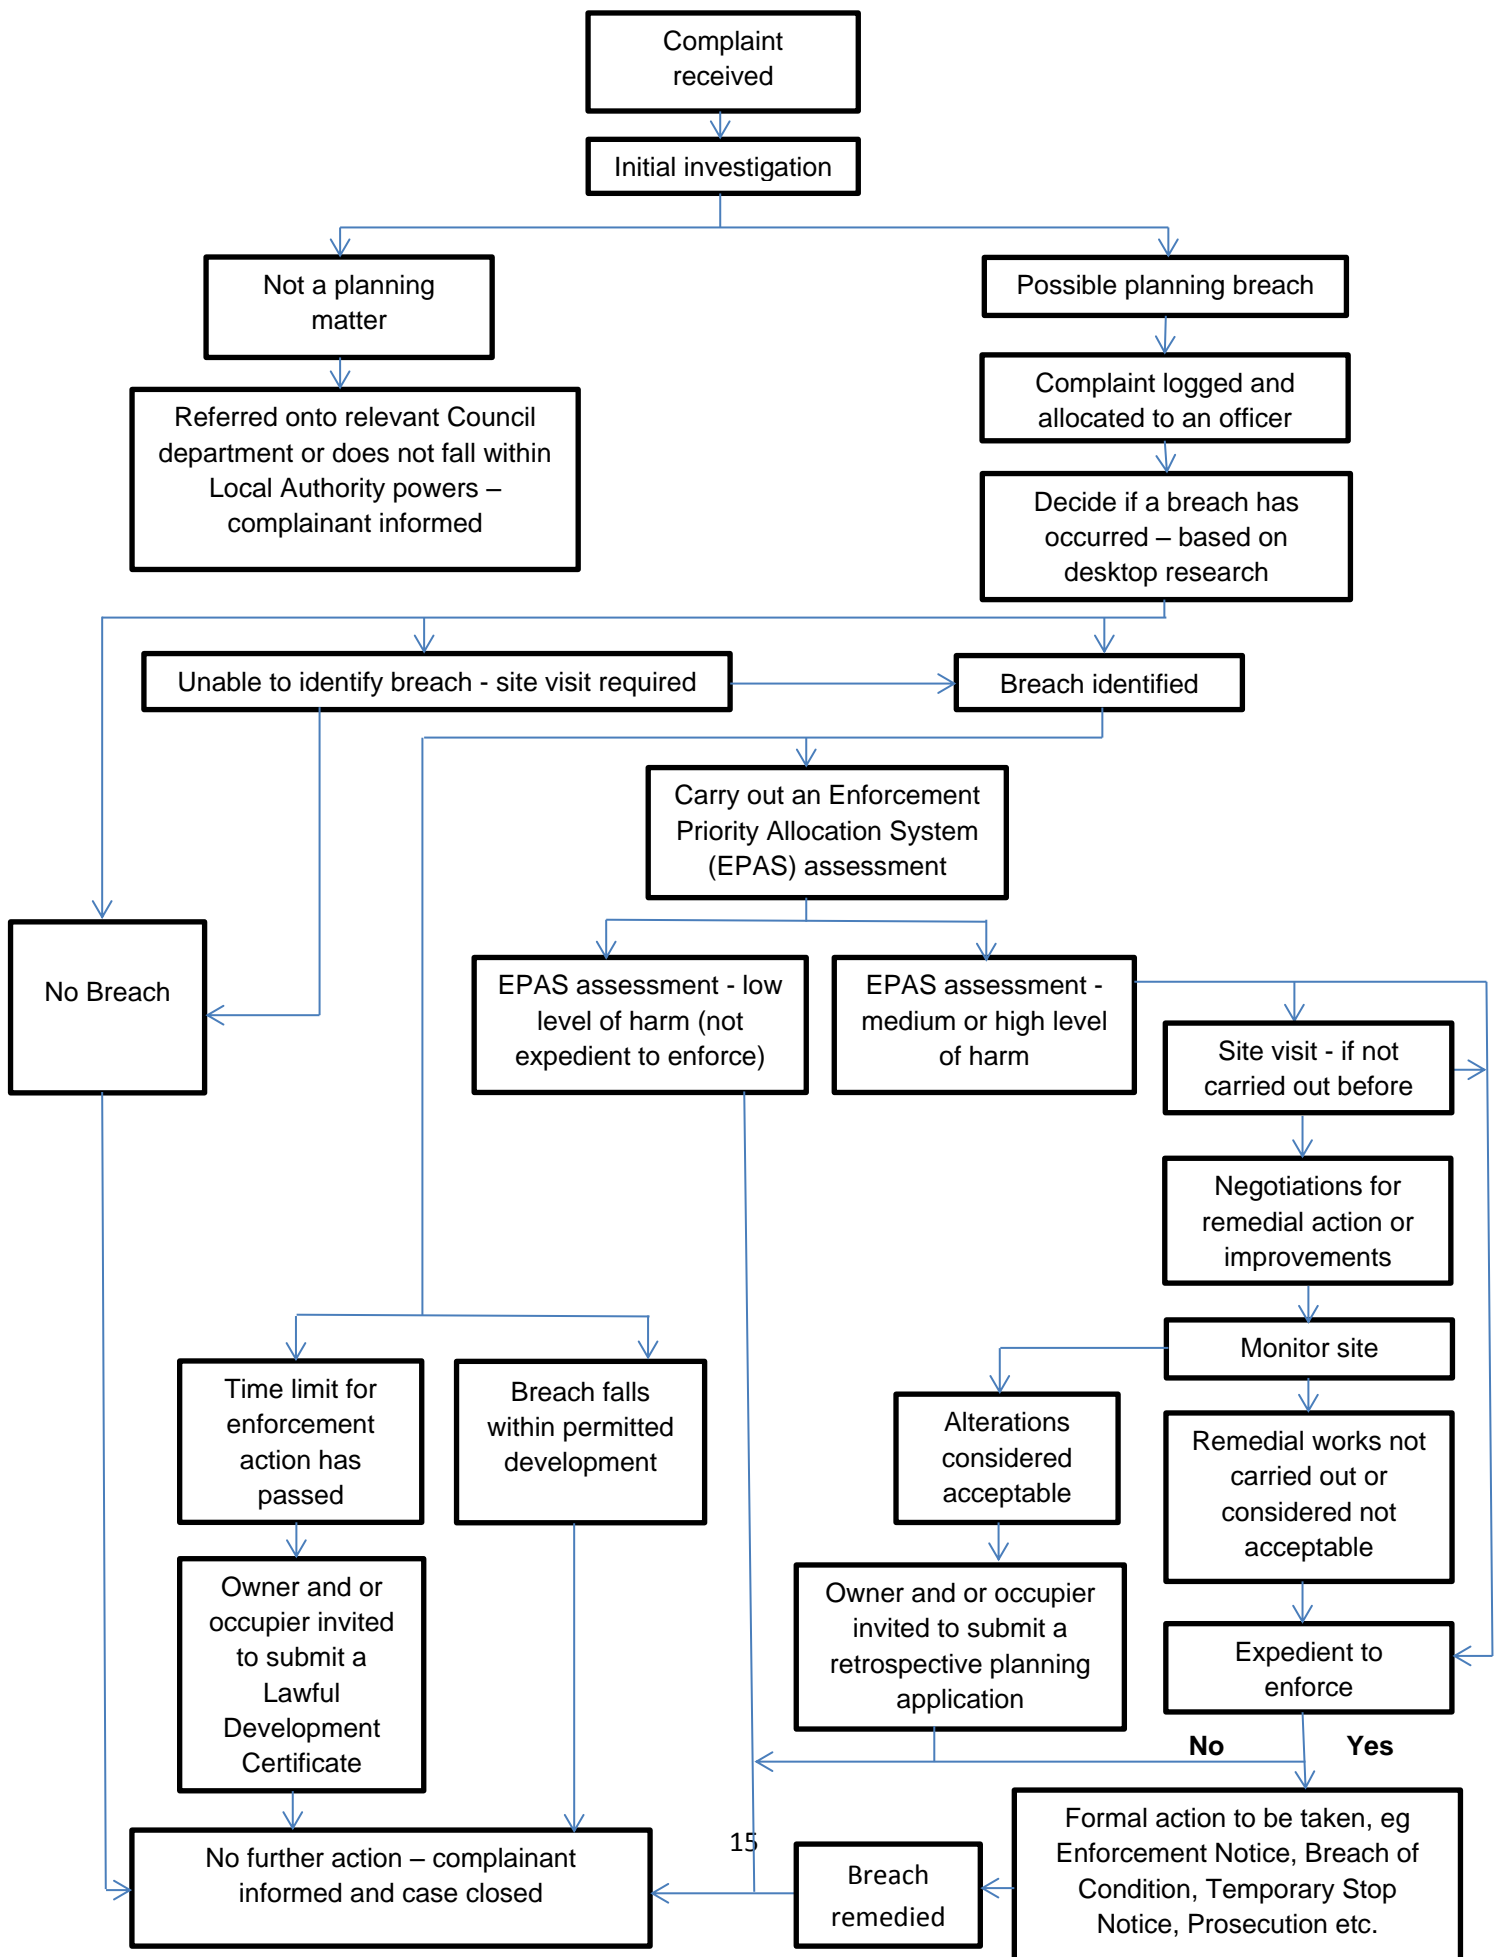 Complaint
received
Initial investigation
Not a planning
matter
Possible planning breach
Referred onto relevant Council
department or does not fall within
Local Authority powers –
complainant informed
Complaint logged and
allocated to an officer
Decide if a breach has
occurred – based on
desktop research
Unable to identify breach - site visit required
Breach identified
Carry out an Enforcement
Priority Allocation System
(EPAS) assessment
No Breach
EPAS assessment - low
level of harm (not
expedient to enforce)
EPAS assessment -
medium or high level
of harm
Site visit - if not
carried out before
Negotiations for
remedial action or
improvements
Monitor site
Time limit for
enforcement
action has
passed
Breach falls
within permitted
development
Alterations
considered
acceptable
Remedial works not
carried out or
considered not
acceptable
Owner and or
occupier invited
to submit a
Lawful
Development
Certificate
Owner and or occupier
invited to submit a
retrospective planning
application
Expedient to
enforce
No
Yes
No further action – complainant
informed and case closed
15
Breach
remedied
Formal action to be taken, eg
Enforcement Notice, Breach of
Condition, Temporary Stop
Notice, Prosecution etc.